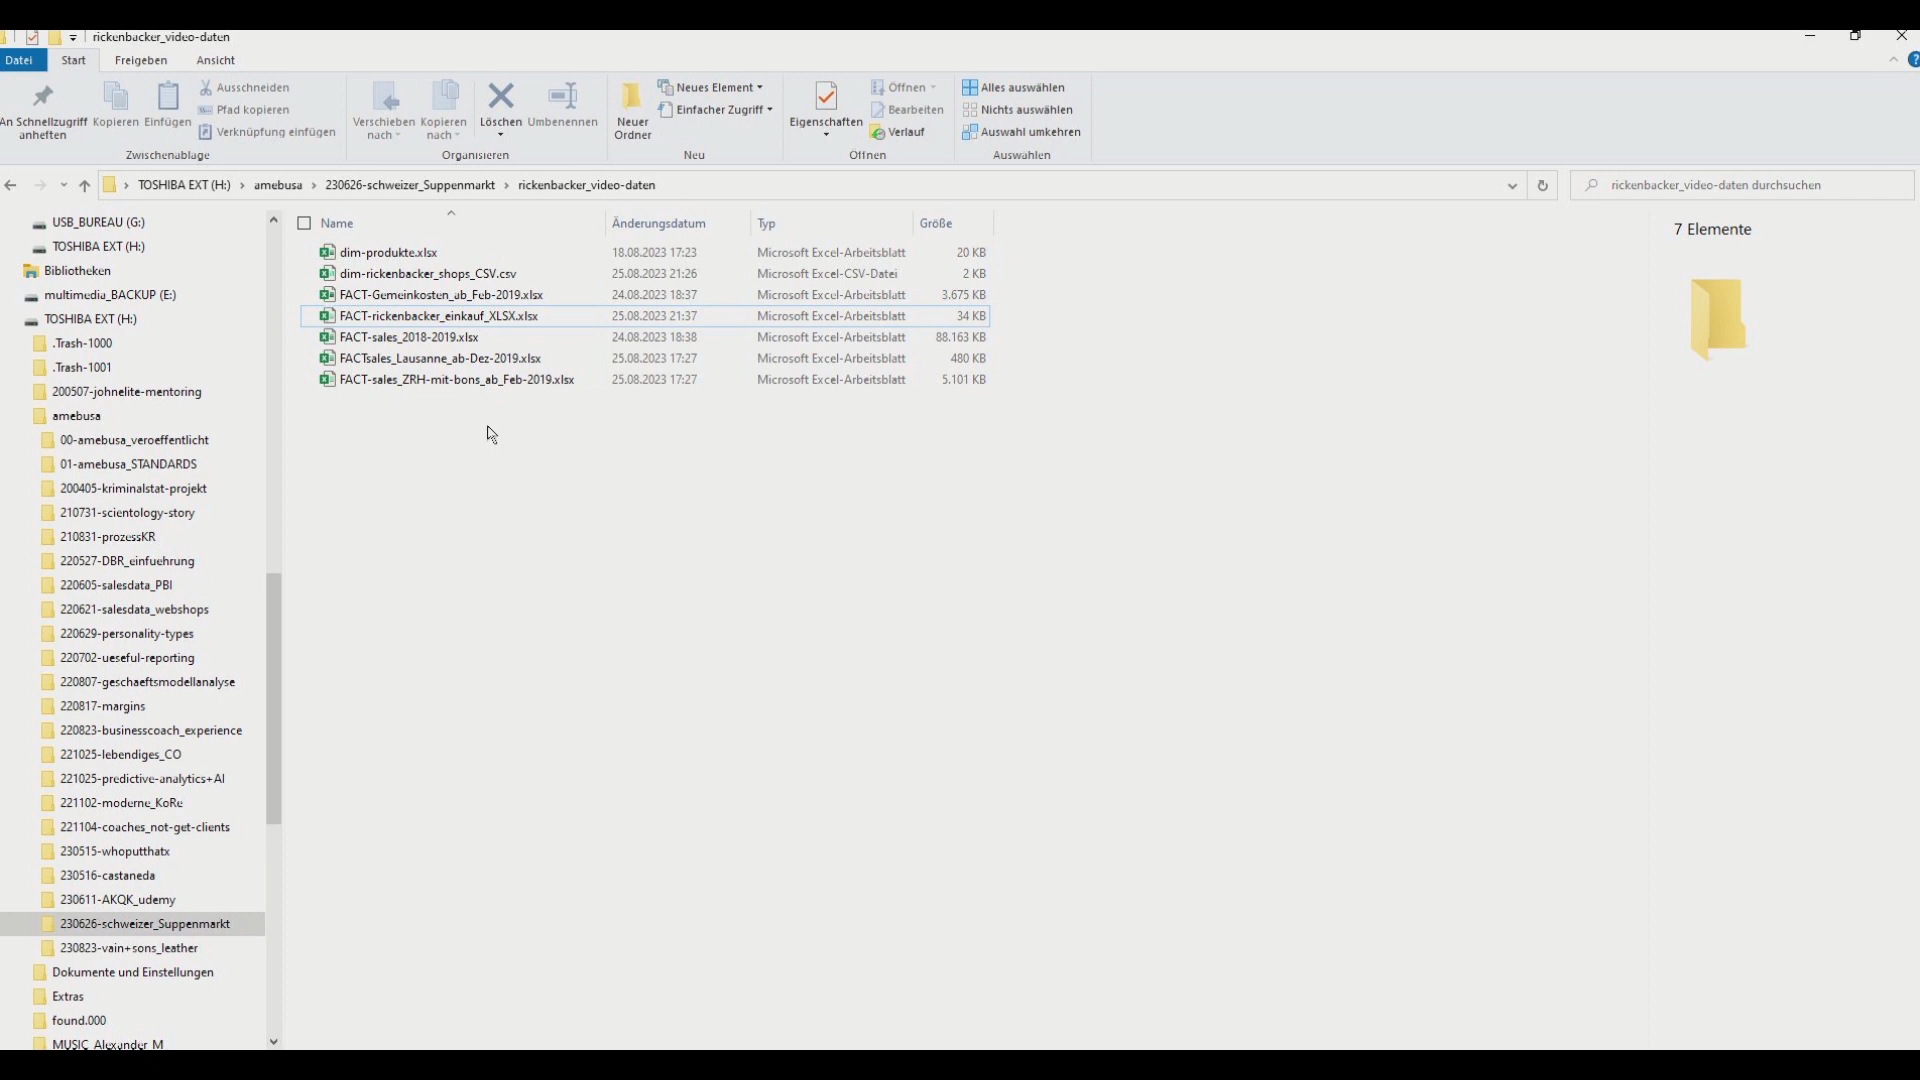 rickenbacker_video-daten
Datei Start Freigeben Ansicht
An Schnellzugriff anheften
Kopieren
Einfügen
Ausschneiden
Pfad kopieren
Verknüpfung einfügen
Zwischenablage
Verschieben nach
Kopieren nach
Löschen
Umbenennen
Organisieren
Neuer Ordner
Neues Element
Einfacher Zugriff
Neu
Eigenschaften
Öffnen
Bearbeiten
Verlauf
Öffnen
Alles auswählen
Nichts auswählen
Auswahl umkehren
Auswählen
TOSHIBA EXT (H:) › amebusa › 230626-schweizer_Suppenmarkt › rickenbacker_video-daten
rickenbacker_video-daten durchsuchen
USB_BUREAU (G:)
TOSHIBA EXT (H:)
Bibliotheken
multimedia_BACKUP (E:)
TOSHIBA EXT (H:)
.Trash-1000
.Trash-1001
200507-johnelite-mentoring
amebusa
00-amebusa_veroeffentlicht
01-amebusa_STANDARDS
200405-kriminalstat-projekt
210731-scientology-story
210831-prozessKR
220527-DBR_einfuehrung
220605-salesdata_PBI
220621-salesdata_webshops
220629-personality-types
220702-ueseful-reporting
220807-geschaeftsmodellanalyse
220817-margins
220823-businesscoach_experience
221025-lebendiges_CO
221025-predictive-analytics+AI
221102-moderne_KoRe
221104-coaches_not-get-clients
230515-whoputthatx
230516-castaneda
230611-AKQK_udemy
230626-schweizer_Suppenmarkt
230823-vain+sons_leather
Dokumente und Einstellungen
Extras
found.000
MUSIC_Alexander_M
Name Änderungsdatum Typ Größe
dim-produkte.xlsx 18.08.2023 17:23 Microsoft Excel-Arbeitsblatt 20 KB
dim-rickenbacker_shops_CSV.csv 25.08.2023 21:26 Microsoft Excel-CSV-Datei 2 KB
FACT-Gemeinkosten_ab_Feb-2019.xlsx 24.08.2023 18:37 Microsoft Excel-Arbeitsblatt 3.675 KB
FACT-rickenbacker_einkauf_XLSX.xlsx 25.08.2023 21:37 Microsoft Excel-Arbeitsblatt 34 KB
FACT-sales_2018-2019.xlsx 24.08.2023 18:38 Microsoft Excel-Arbeitsblatt 88.163 KB
FACTsales_Lausanne_ab-Dez-2019.xlsx 25.08.2023 17:27 Microsoft Excel-Arbeitsblatt 480 KB
FACT-sales_ZRH-mit-bons_ab_Feb-2019.xlsx 25.08.2023 17:27 Microsoft Excel-Arbeitsblatt 5.101 KB
7 Elemente